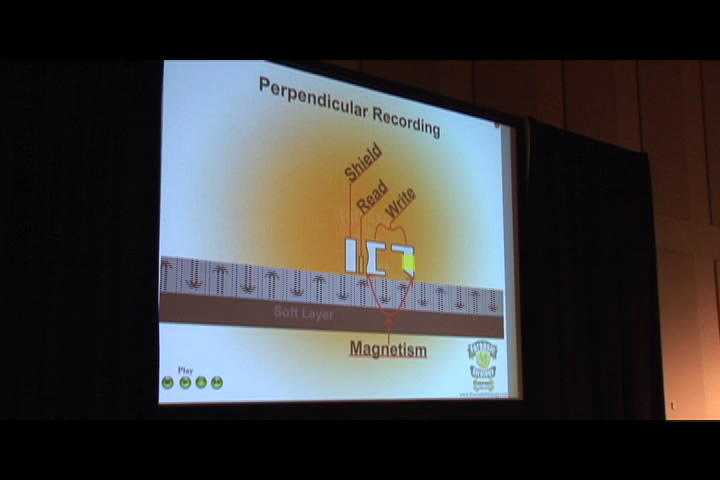 Perpendicular Recording
Shield
Read
Write
Soft Layer
Magnetism
Play